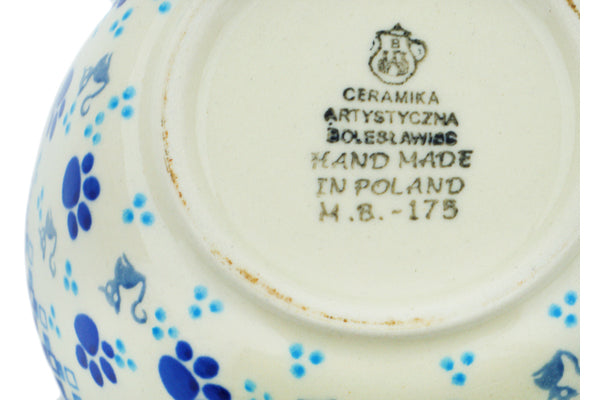 B
CERAMIKA
ARTYSTYCZNA
BOLESŁAWIEC
HAND MADE
IN POLAND
M.B.-175